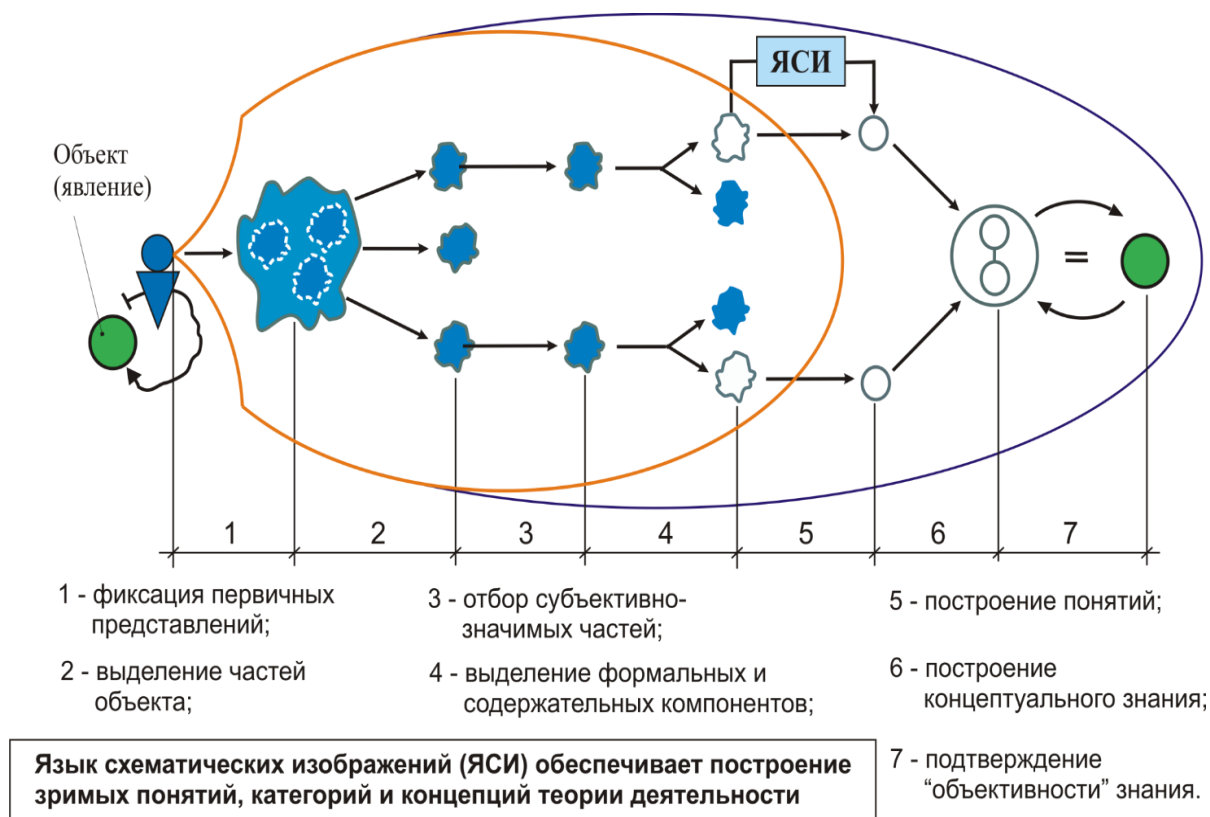 ЯСИ
Объект
(явление)
=
1 2 3 4 5 6 7
1 - фиксация первичных
представлений;
2 - выделение частей
объекта;
3 - отбор субъективно-
значимых частей;
4 - выделение формальных и
содержательных компонентов;
5 - построение понятий;
6 - построение
концептуального знания;
7 - подтверждение
“объективности” знания.
Язык схематических изображений (ЯСИ) обеспечивает построение
зримых понятий, категорий и концепций теории деятельности